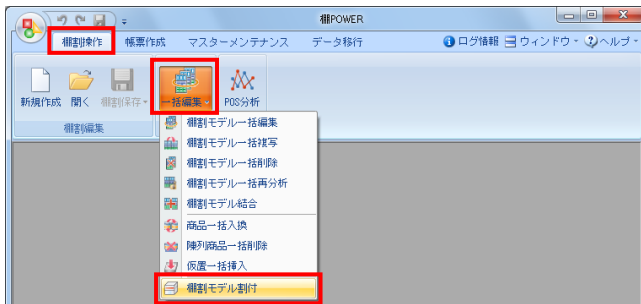 棚POWER
棚割操作 帳票作成 マスターメンテナンス データ移行 ログ情報 ウィンドウ ヘルプ
新規作成 開く 棚割保存 一括編集 POS分析
棚割編集
棚割モデル一括編集
棚割モデル一括複写
棚割モデル一括削除
棚割モデル一括再分析
棚割モデル結合
商品一括入換
陳列商品一括削除
仮置一括挿入
棚割モデル割付